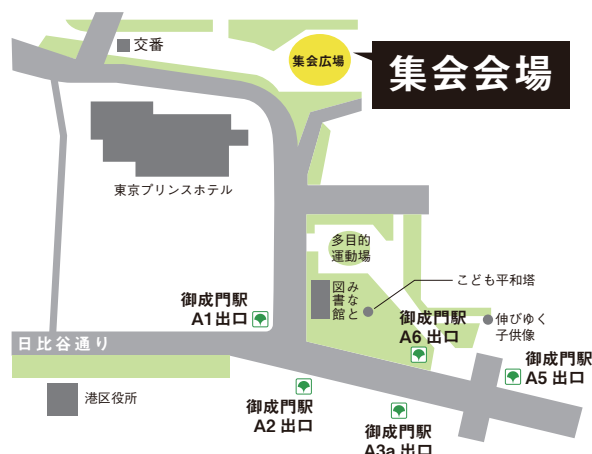 交番
集会広場
集会会場
東京プリンスホテル
多目的
運動場
みなと
図書館
こども平和塔
御成門駅
A1出口
御成門駅
A6 出口
伸びゆく
子供像
日比谷通り
御成門駅
A5 出口
港区役所
御成門駅
A2 出口
御成門駅
A3a 出口